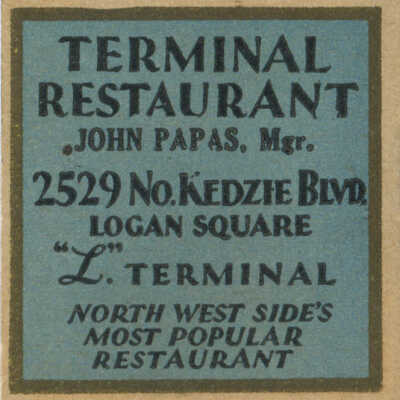 TERMINAL
RESTAURANT
JOHN PAPAS, Mgr.
2529 NO. KEDZIE BLVD.
LOGAN SQUARE
"L". TERMINAL
NORTH WEST SIDE'S
MOST POPULAR
RESTAURANT